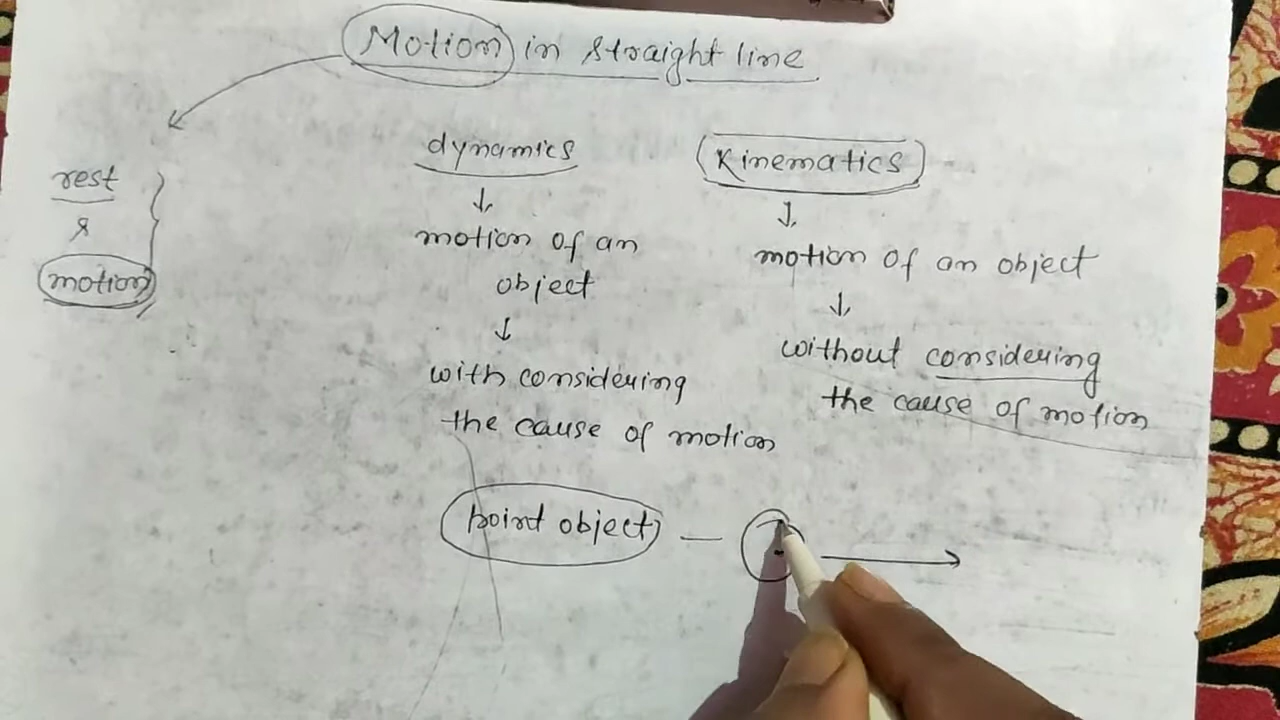 Motion in straight line
rest
&
motion
dynamics
motion of an
object
with considering
the cause of motion
Kinematics
motion of an object
without considering
the cause of motion
point object –